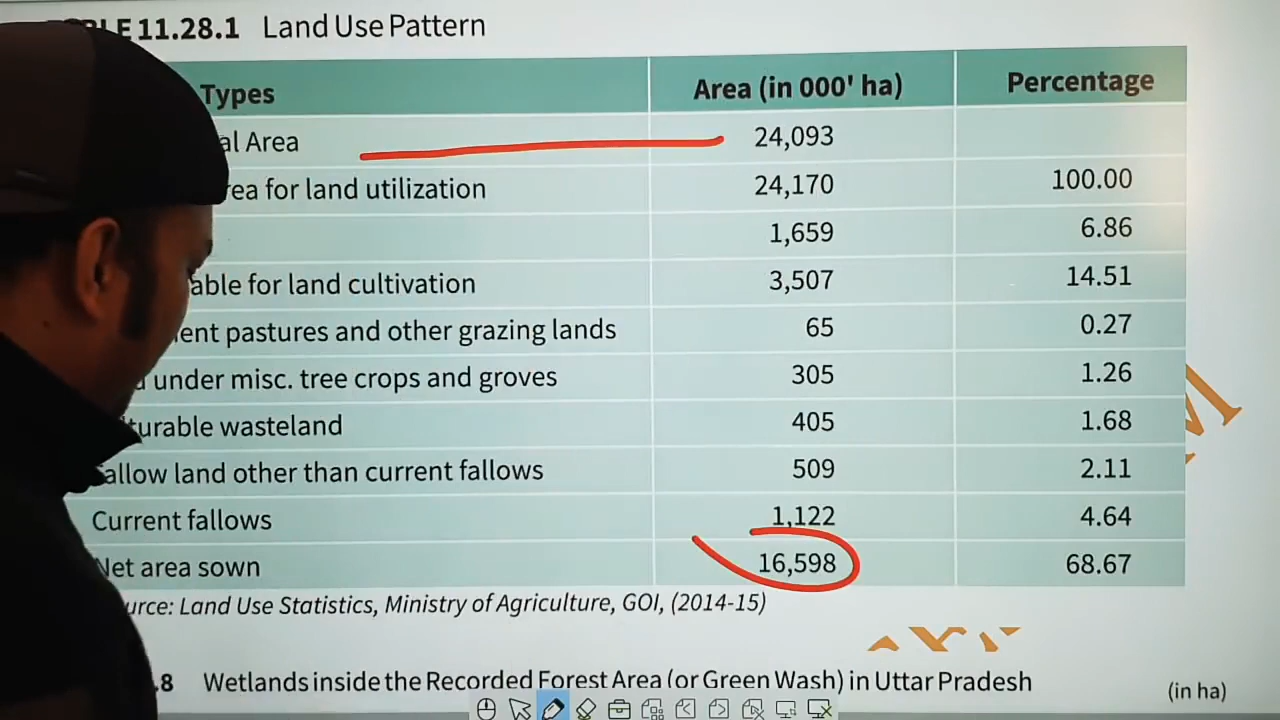 E 11.28.1 Land Use Pattern
Types Area (in 000' ha) Percentage
al Area 24,093
rea for land utilization 24,170 100.00
1,659 6.86
able for land cultivation 3,507 14.51
ent pastures and other grazing lands 65 0.27
under misc. tree crops and groves 305 1.26
turable wasteland 405 1.68
allow land other than current fallows 509 2.11
Current fallows 1,122 4.64
Net area sown 16,598 68.67
urce: Land Use Statistics, Ministry of Agriculture, GOI, (2014-15)
.8 Wetlands inside the Recorded Forest Area (or Green Wash) in Uttar Pradesh
(in ha)